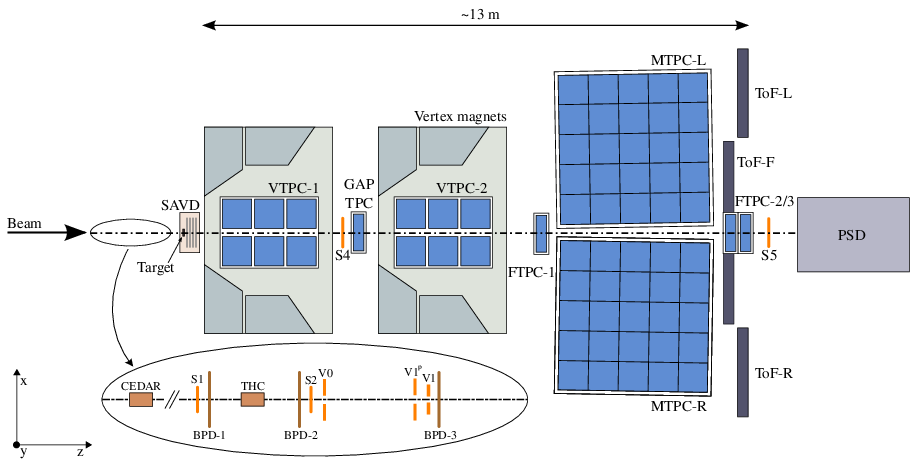 ~13 m
MTPC-L
ToF-L
Vertex magnets
ToF-F
VTPC-1
GAP
TPC
VTPC-2
SAVD
FTPC-2/3
Beam
PSD
Target
S4
FTPC-1
S5
x
y
z
CEDAR
S1
THC
S2
V0
V1ᵖ
V1
BPD-1
BPD-2
BPD-3
ToF-R
MTPC-R